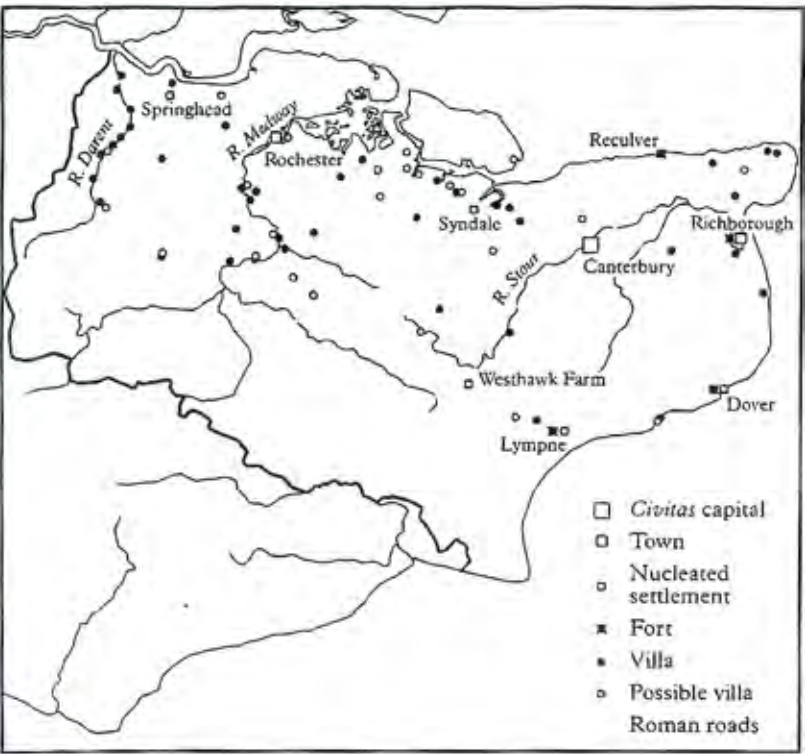 Springhead
R. Darent
R. Medway
Rochester
Reculver
Syndale
Richborough
R. Stour
Canterbury
Westhawk Farm
Dover
Lympne
Civitas capital
Town
Nucleated
settlement
Fort
Villa
Possible villa
Roman roads